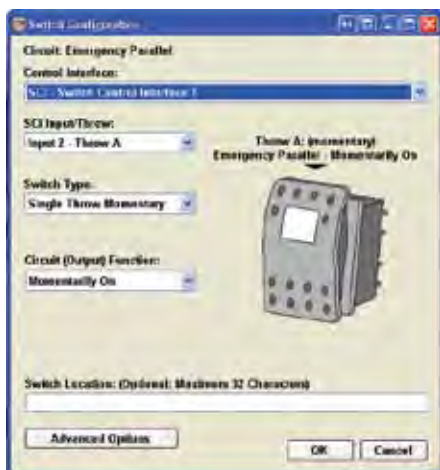 Switch Configuration
Circuit: Emergency Parallel
Control Interface:
SCI - Switch Control Interface 1
SCI Input/Throw:
Input 2 - Throw A
Throw A: (momentary)
Emergency Parallel - Momentarily On
Switch Type:
Single Throw Momentary
Circuit (Output) Function:
Momentarily On
Switch Location: (Optional: Maximum 32 Characters)
Advanced Options
OK
Cancel